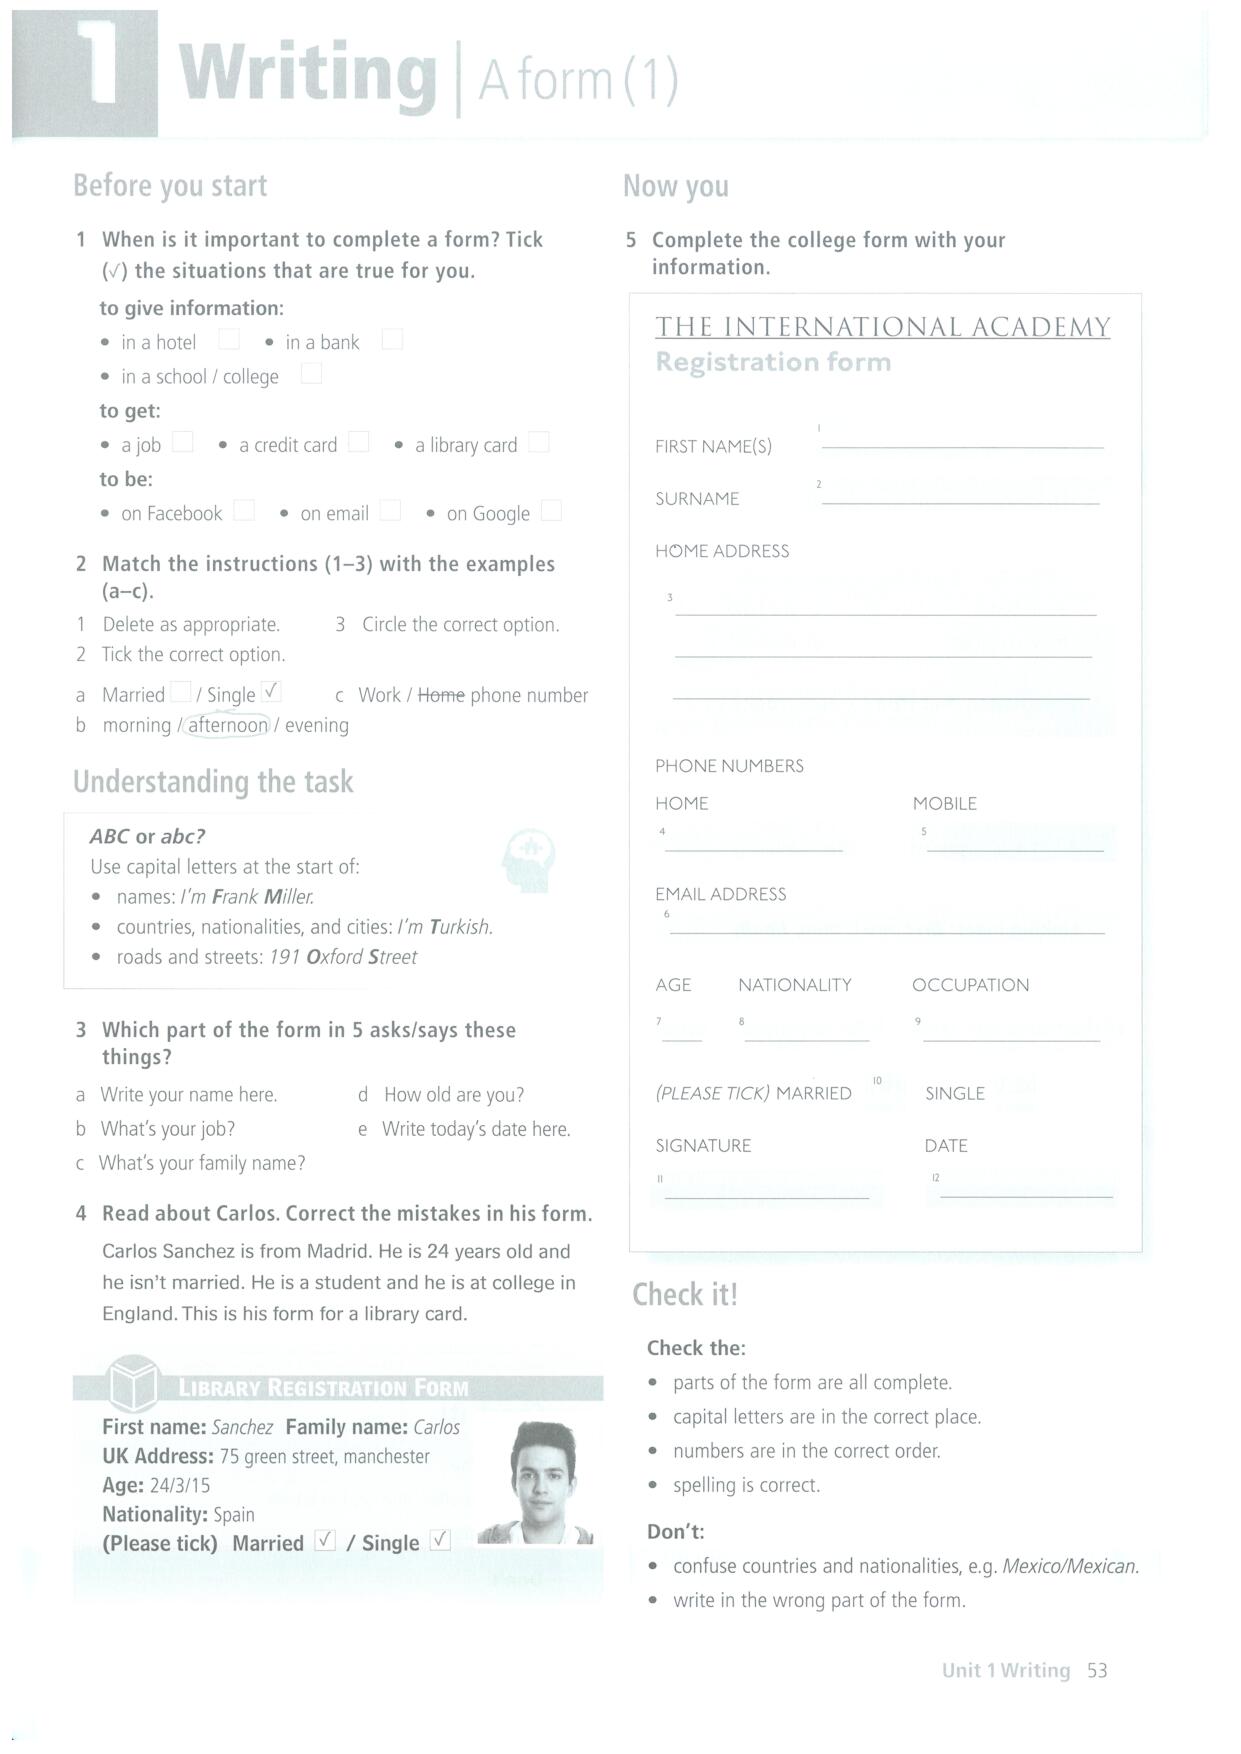 1 Writing | A form (1)
Before you start
1 When is it important to complete a form? Tick
(✓) the situations that are true for you.
to give information:
• in a hotel • in a bank
• in a school / college
to get:
• a job • a credit card • a library card
to be:
• on Facebook • on email • on Google
2 Match the instructions (1–3) with the examples
(a–c).
1 Delete as appropriate. 3 Circle the correct option.
2 Tick the correct option.
a Married / Single ✓ c Work / Home phone number
b morning / afternoon / evening
Understanding the task
ABC or abc?
Use capital letters at the start of:
• names: I'm Frank Miller.
• countries, nationalities, and cities: I'm Turkish.
• roads and streets: 191 Oxford Street
3 Which part of the form in 5 asks/says these
things?
a Write your name here. d How old are you?
b What's your job? e Write today's date here.
c What's your family name?
4 Read about Carlos. Correct the mistakes in his form.
Carlos Sanchez is from Madrid. He is 24 years old and
he isn't married. He is a student and he is at college in
England. This is his form for a library card.
LIBRARY REGISTRATION FORM
First name: Sanchez Family name: Carlos
UK Address: 75 green street, manchester
Age: 24/3/15
Nationality: Spain
(Please tick) Married ✓ / Single ✓
Now you
5 Complete the college form with your
information.
THE INTERNATIONAL ACADEMY
Registration form
FIRST NAME(S) 1
SURNAME 2
HOME ADDRESS
3
PHONE NUMBERS
HOME MOBILE
4 5
EMAIL ADDRESS
6
AGE NATIONALITY OCCUPATION
7 8 9
(PLEASE TICK) MARRIED 10 SINGLE
SIGNATURE DATE
11 12
Check it!
Check the:
• parts of the form are all complete.
• capital letters are in the correct place.
• numbers are in the correct order.
• spelling is correct.
Don't:
• confuse countries and nationalities, e.g. Mexico/Mexican.
• write in the wrong part of the form.
Unit 1 Writing 53